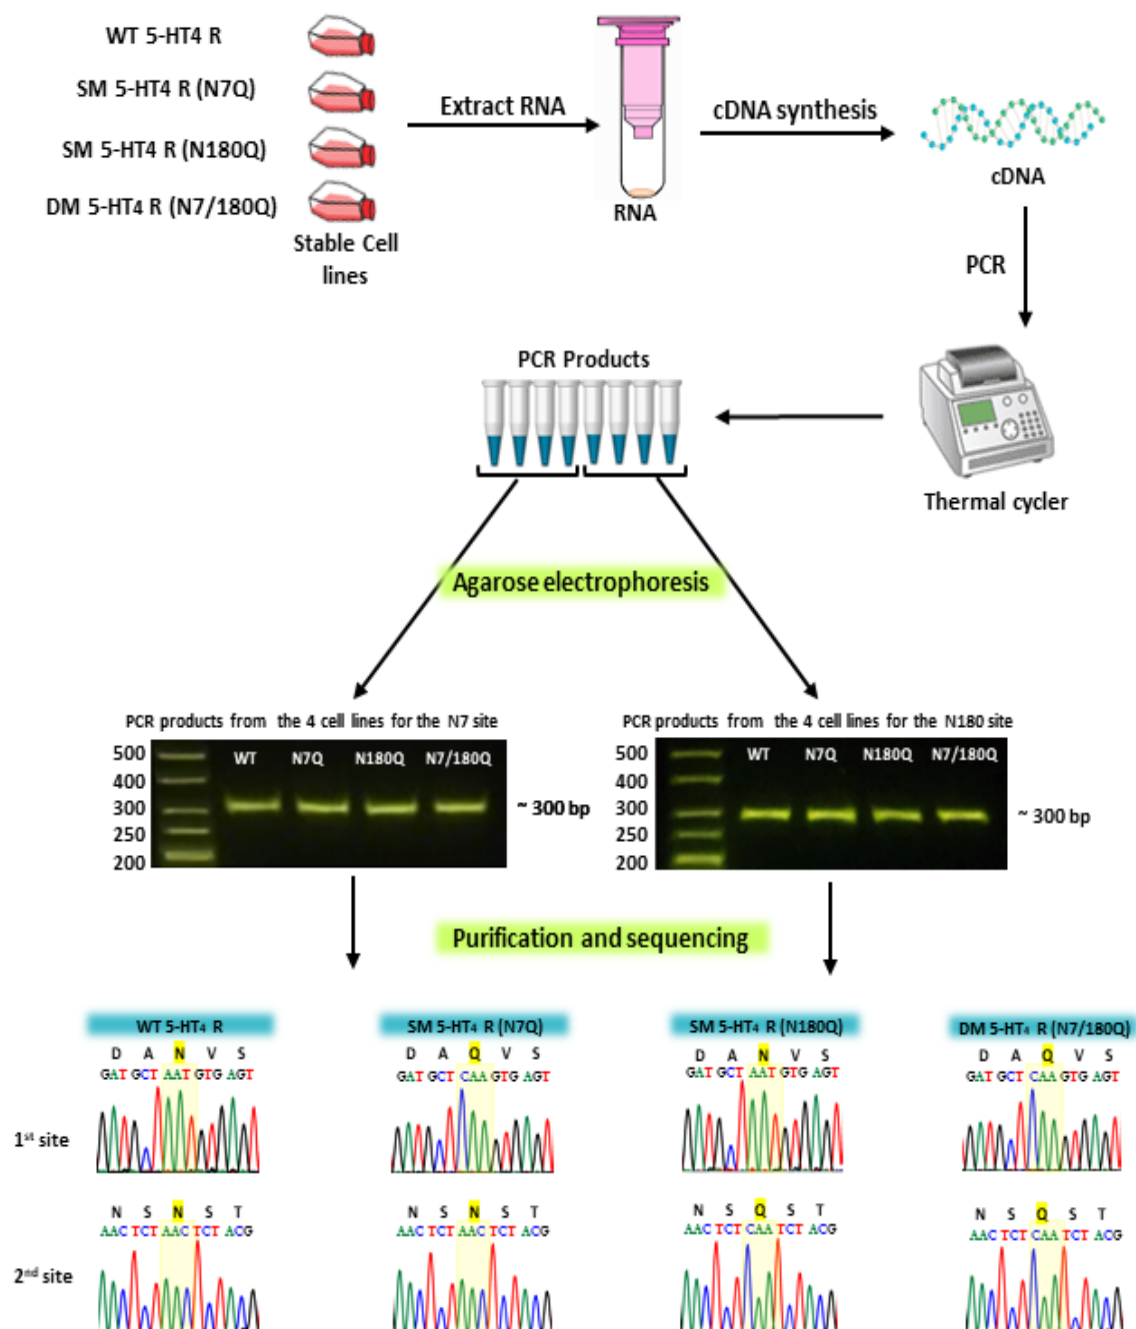 WT 5-HT4 R
SM 5-HT4 R (N7Q)
SM 5-HT4 R (N180Q)
DM 5-HT4 R (N7/180Q)
Stable Cell
lines
Extract RNA
RNA
cDNA synthesis
cDNA
PCR
Thermal cycler
PCR Products
Agarose electrophoresis
PCR products from the 4 cell lines for the N7 site
500
400
300
250
200
WT N7Q N180Q N7/180Q
~ 300 bp
PCR products from the 4 cell lines for the N180 site
500
400
300
250
200
WT N7Q N180Q N7/180Q
~ 300 bp
Purification and sequencing
WT 5-HT4 R
SM 5-HT4 R (N7Q)
SM 5-HT4 R (N180Q)
DM 5-HT4 R (N7/180Q)
1st site
D A N V S
GAT GCT AAT GTG AGT
D A Q V S
GAT GCT CAA GTG AGT
D A N V S
GAT GCT AAT GTG AGT
D A Q V S
GAT GCT CAA GTG AGT
2nd site
N S N S T
AAC TCT AAC TCT ACG
N S N S T
AAC TCT AAC TCT ACG
N S Q S T
AAC TCT CAA TCT ACG
N S Q S T
AAC TCT CAA TCT ACG